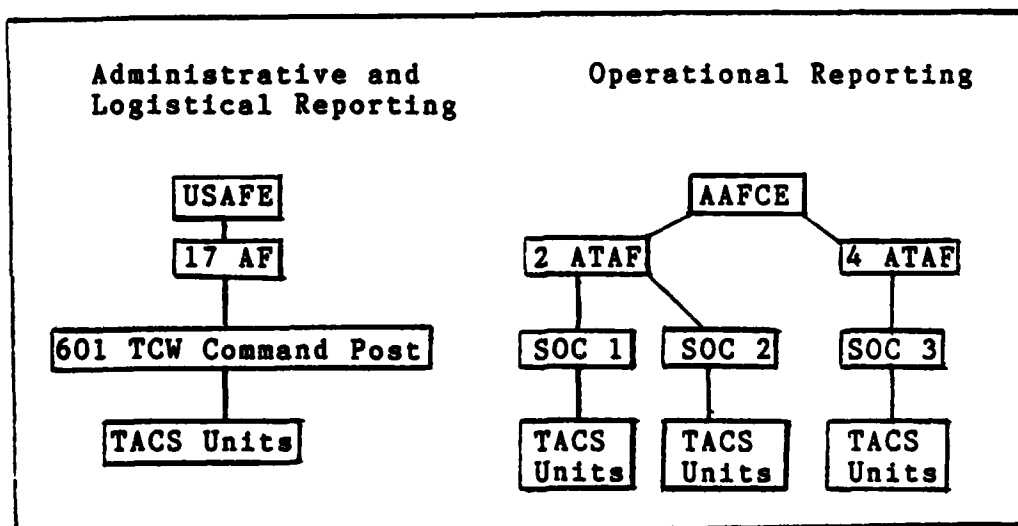 Administrative and
Logistical Reporting
USAFE
17 AF
601 TCW Command Post
TACS Units
Operational Reporting
AAFCE
2 ATAF
4 ATAF
SOC 1
SOC 2
SOC 3
TACS
Units
TACS
Units
TACS
Units